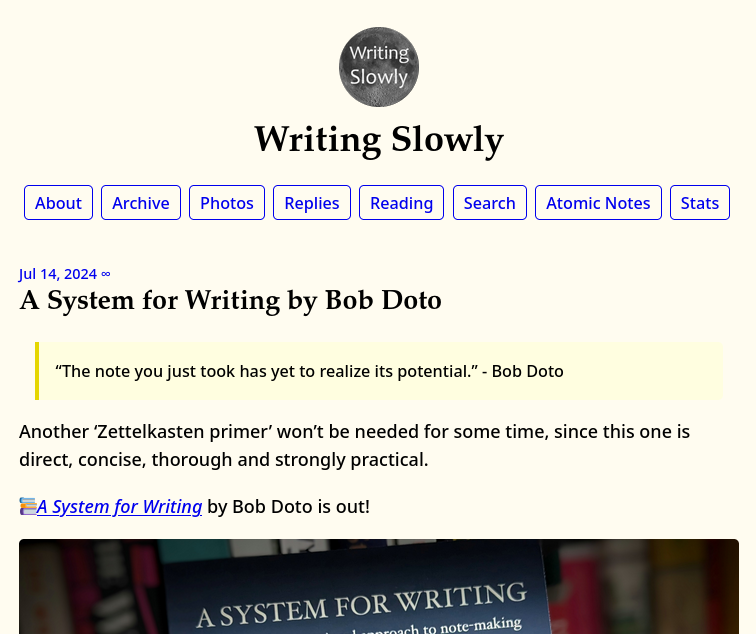 Writing
Slowly
Writing Slowly
About Archive Photos Replies Reading Search Atomic Notes Stats
Jul 14, 2024 ∞
A System for Writing by Bob Doto
“The note you just took has yet to realize its potential.” - Bob Doto
Another ‘Zettelkasten primer’ won’t be needed for some time, since this one is
direct, concise, thorough and strongly practical.
📚A System for Writing by Bob Doto is out!
A SYSTEM FOR WRITING
approach to note-making